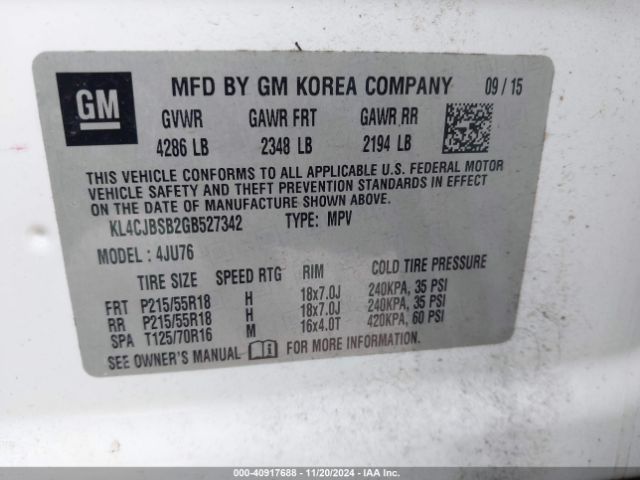 GM
MFD BY GM KOREA COMPANY 09 / 15
GVWR GAWR FRT GAWR RR
4286 LB 2348 LB 2194 LB
THIS VEHICLE CONFORMS TO ALL APPLICABLE U.S. FEDERAL MOTOR
VEHICLE SAFETY AND THEFT PREVENTION STANDARDS IN EFFECT
ON THE DATE OF MANUFACTURE SHOWN ABOVE.
KL4CJBSB2GB527342 TYPE: MPV
MODEL : 4JU76
TIRE SIZE SPEED RTG RIM COLD TIRE PRESSURE
FRT P215/55R18 H 18x7.0J 240KPA, 35 PSI
RR P215/55R18 H 18x7.0J 240KPA, 35 PSI
SPA T125/70R16 M 16x4.0T 420KPA, 60 PSI
SEE OWNER'S MANUAL FOR MORE INFORMATION.
000-40917688 - 11/20/2024 - IAA Inc.